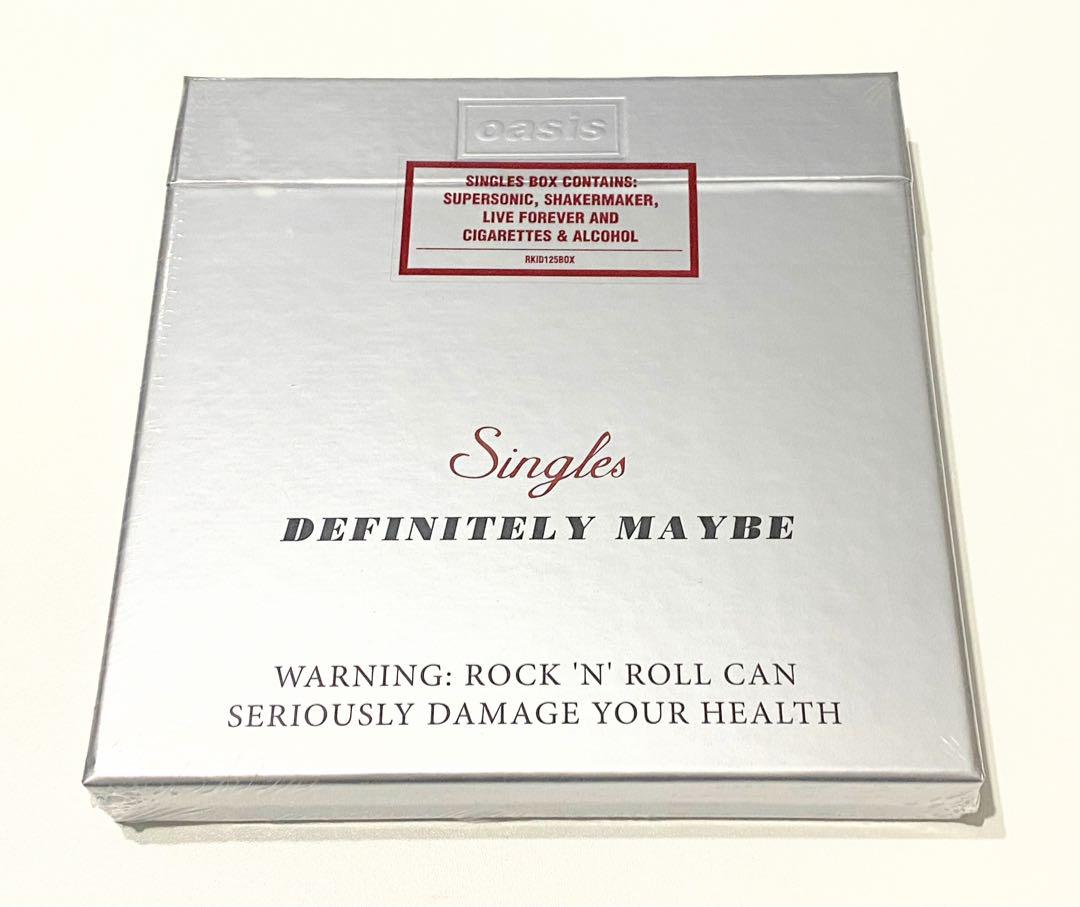 oasis
SINGLES BOX CONTAINS:
SUPERSONIC, SHAKERMAKER,
LIVE FOREVER AND
CIGARETTES & ALCOHOL
RKID125BOX
Singles
DEFINITELY MAYBE
WARNING: ROCK 'N' ROLL CAN
SERIOUSLY DAMAGE YOUR HEALTH